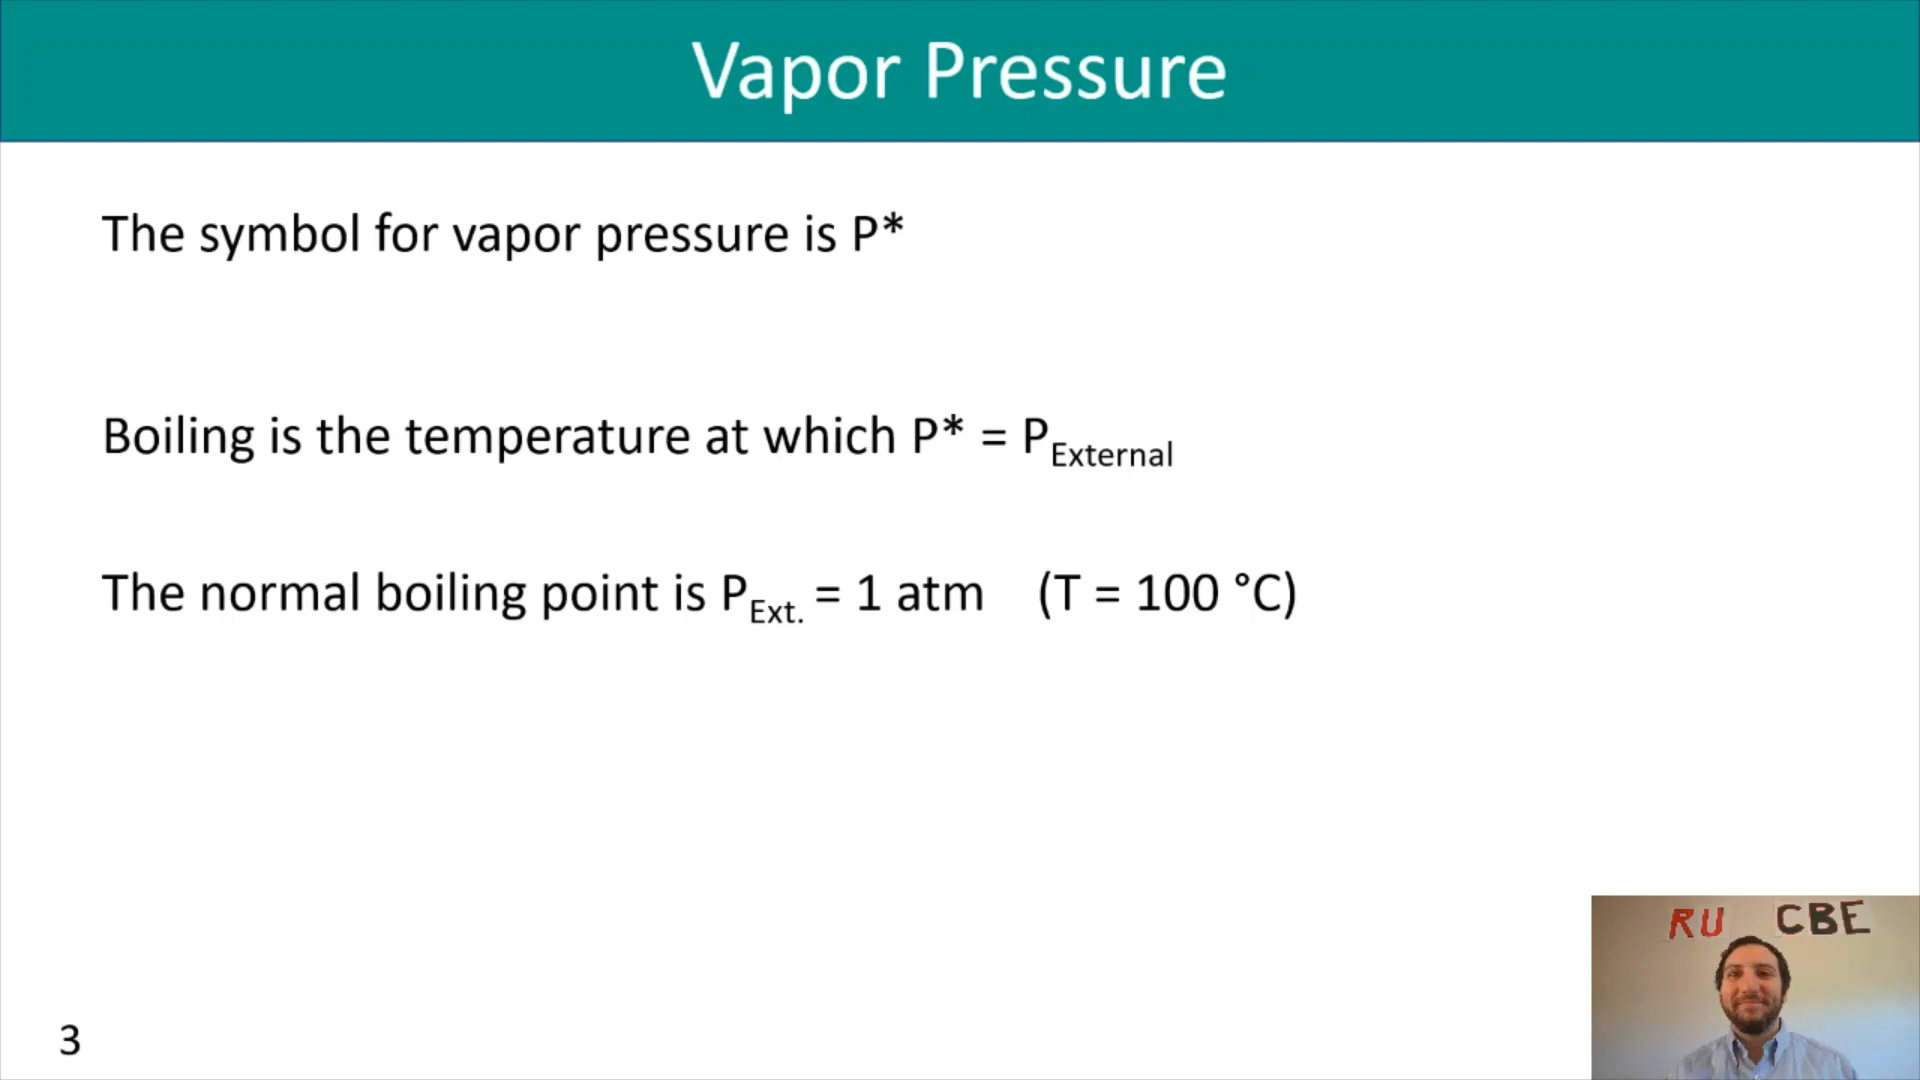 Vapor Pressure
The symbol for vapor pressure is P*
Boiling is the temperature at which P* = P_External
The normal boiling point is P_Ext. = 1 atm (T = 100 °C)
RU CBE
3